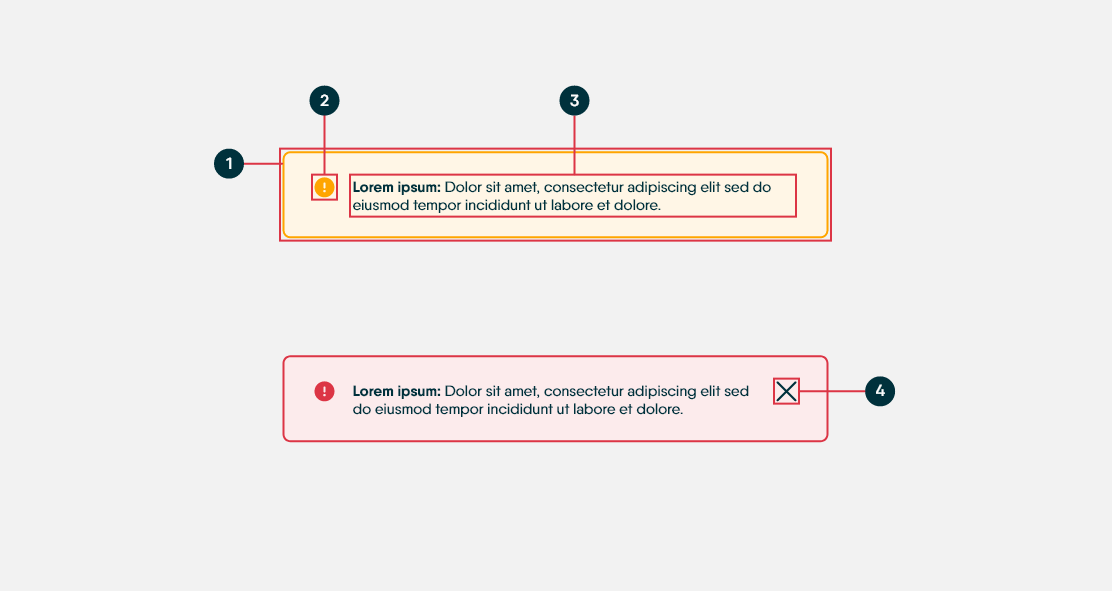 2
3
1
! Lorem ipsum: Dolor sit amet, consectetur adipiscing elit sed do
eiusmod tempor incididunt ut labore et dolore.
! Lorem ipsum: Dolor sit amet, consectetur adipiscing elit sed
do eiusmod tempor incididunt ut labore et dolore.
4